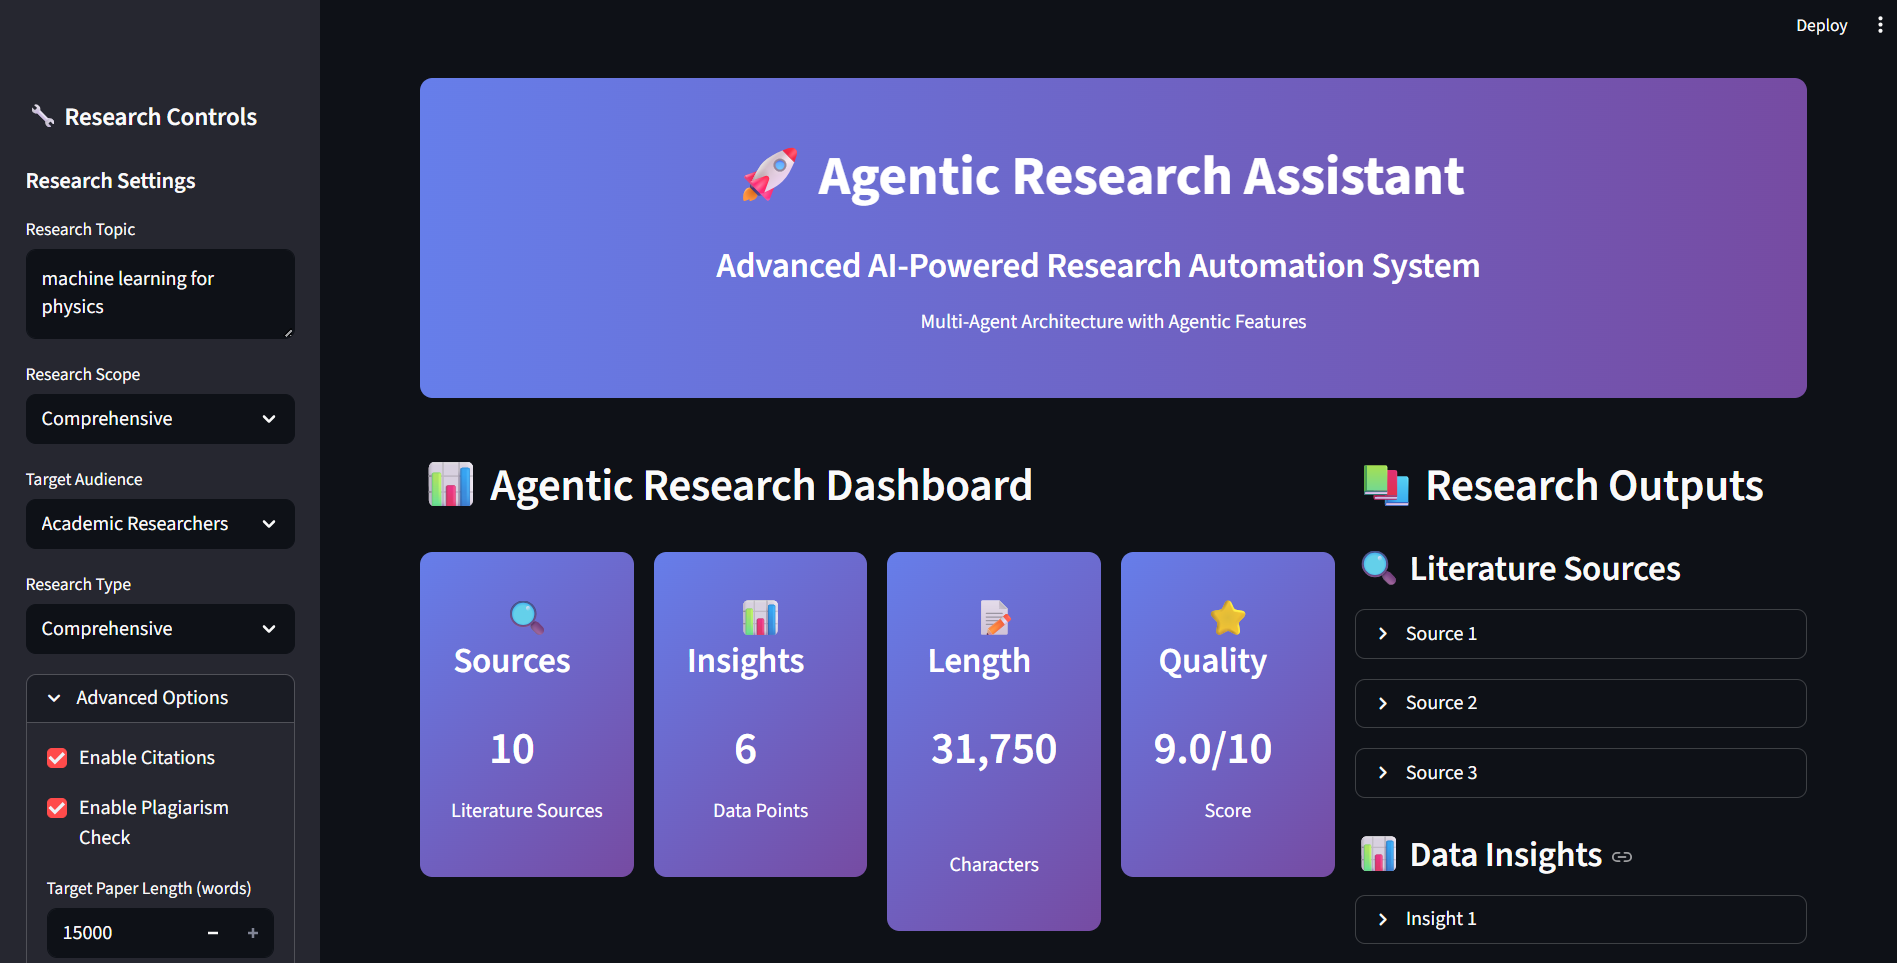 Deploy
Research Controls
Research Settings
Research Topic
machine learning for
physics
Research Scope
Comprehensive
Target Audience
Academic Researchers
Research Type
Comprehensive
Advanced Options
Enable Citations
Enable Plagiarism
Check
Target Paper Length (words)
15000
Agentic Research Assistant
Advanced AI-Powered Research Automation System
Multi-Agent Architecture with Agentic Features
Agentic Research Dashboard
Sources
10
Literature Sources
Insights
6
Data Points
Length
31,750
Characters
Quality
9.0/10
Score
Research Outputs
Literature Sources
Source 1
Source 2
Source 3
Data Insights
Insight 1